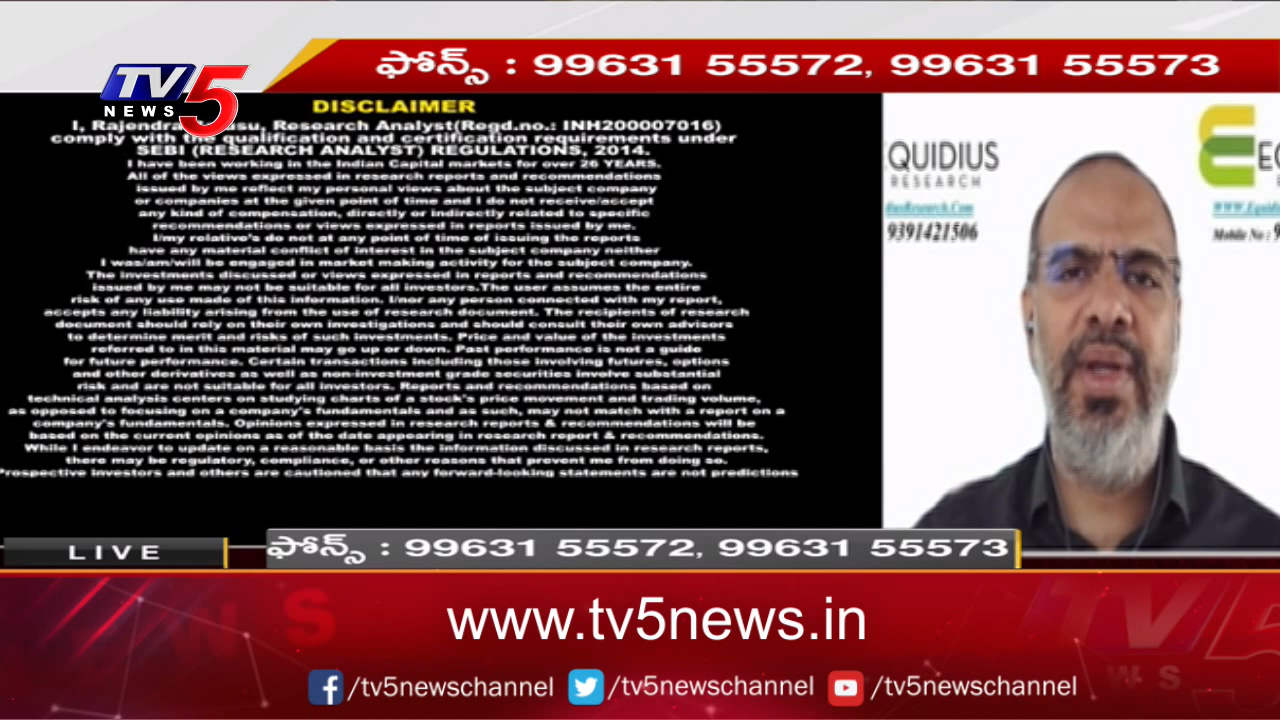 TV5
NEWS
ఫోన్స్ : 99631 55572, 99631 55573
DISCLAIMER
I, Rajendra su, Research Analyst(Regd.no.: INH200007016)
comply with the qualification and certification requirements under
SEBI (RESEARCH ANALYST) REGULATIONS, 2014.
I have been working in the Indian Capital markets for over 26 YEARS.
All of the views expressed in research reports and recommendations
issued by me reflect my personal views about the subject company
or companies at the given point of time and I do not receive/accept
any kind of compensation, directly or indirectly related to specific
recommendations or views expressed in reports issued by me.
I/my relative's do not at any point of time of issuing the reports
have any material conflict of interest in the subject company neither
I was/am/will be engaged in market making activity for the subject company.
The investments discussed or views expressed in reports and recommendations
issued by me may not be suitable for all investors.The user assumes the entire
risk of any use made of this information. I/nor any person connected with my report,
accepts any liability arising from the use of research document. The recipients of research
document should rely on their own investigations and should consult their own advisors
to determine merit and risks of such investments. Price and value of the investments
referred to in this material may go up or down. Past performance is not a guide
for future performance. Certain transactions including those involving futures, options
and other derivatives as well as non-investment grade securities involve substantial
risk and are not suitable for all investors. Reports and recommendations based on
technical analysis centers on studying charts of a stock's price movement and trading volume,
as opposed to focusing on a company's fundamentals and as such, may not match with a report on a
company's fundamentals. Opinions expressed in research reports & recommendations will be
based on the current opinions as of the date appearing in research report & recommendations.
While I endeavor to update on a reasonable basis the information discussed in research reports,
there may be regulatory, compliance, or other reasons that prevent me from doing so.
Prospective investors and others are cautioned that any forward-looking statements are not predictions
EQUIDIUS
RESEARCH
diusResearch.Com
9391421506
EQ
R
WWW.Equidiu
Mobile No : 9
LIVE
ఫోన్స్ : 99631 55572, 99631 55573
www.tv5news.in
/tv5newschannel
/tv5newschannel
/tv5newschannel